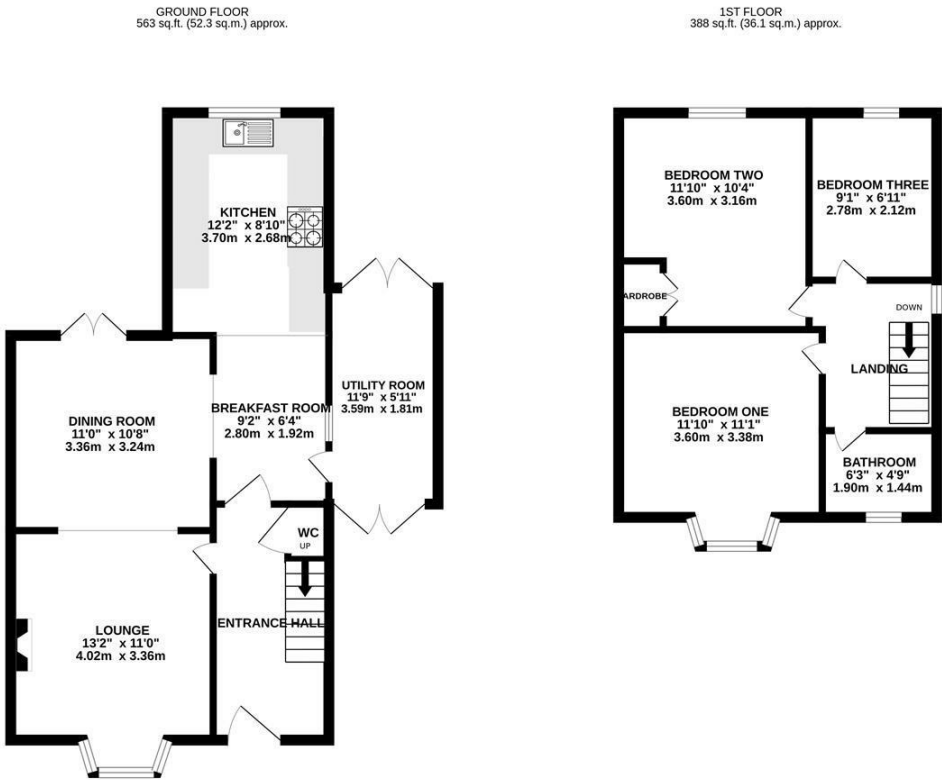 GROUND FLOOR
563 sq.ft. (52.3 sq.m.) approx.
1ST FLOOR
388 sq.ft. (36.1 sq.m.) approx.
KITCHEN
12'2" x 8'10"
3.70m x 2.68m
UTILITY ROOM
11'9" x 5'11"
3.59m x 1.81m
DINING ROOM
11'0" x 10'8"
3.36m x 3.24m
BREAKFAST ROOM
9'2" x 6'4"
2.80m x 1.92m
WC
UP
ENTRANCE HALL
LOUNGE
13'2" x 11'0"
4.02m x 3.36m
BEDROOM TWO
11'10" x 10'4"
3.60m x 3.16m
BEDROOM THREE
9'1" x 6'11"
2.78m x 2.12m
ARDROBE
DOWN
LANDING
BEDROOM ONE
11'10" x 11'1"
3.60m x 3.38m
BATHROOM
6'3" x 4'9"
1.90m x 1.44m